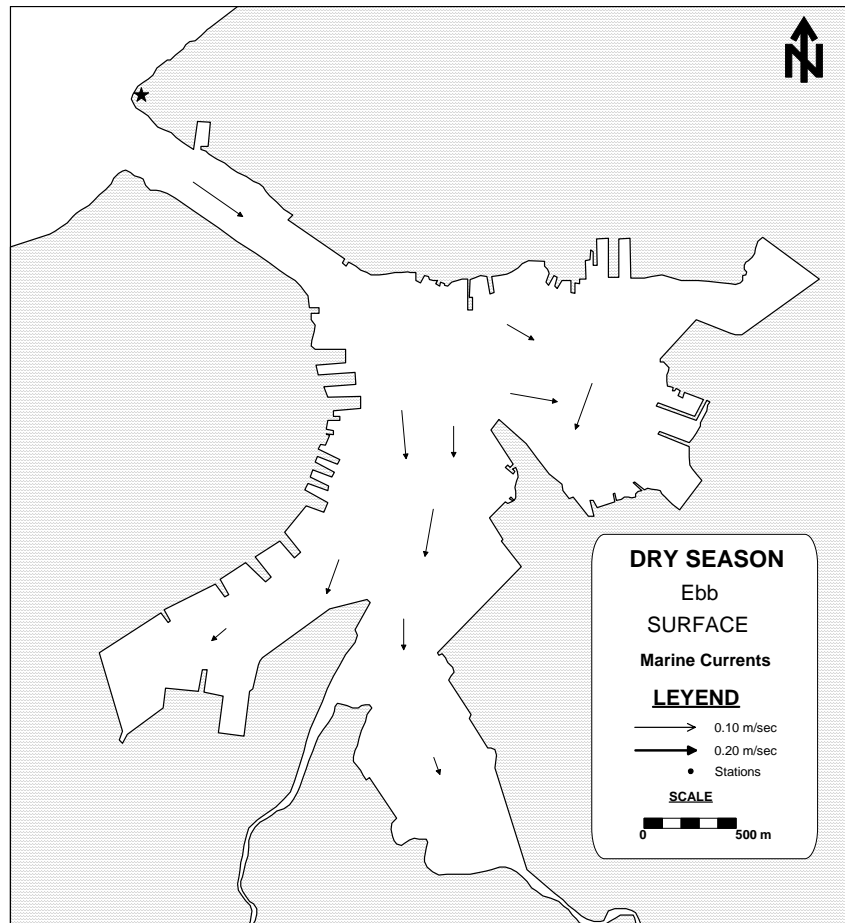 N
DRY SEASON
Ebb
SURFACE
Marine Currents
LEYEND
0.10 m/sec
0.20 m/sec
Stations
SCALE
0 500 m